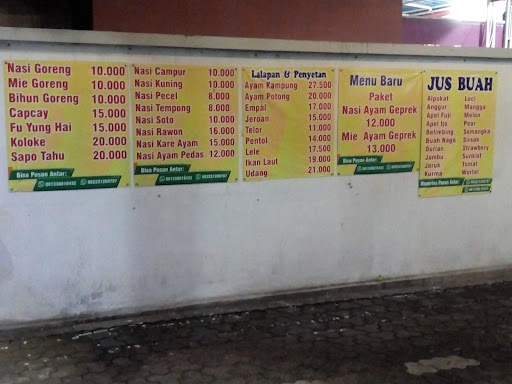 Nasi Goreng 10.000
Mie Goreng 10.000
Bihun Goreng 10.000
Capcay 15.000
Fu Yung Hai 15.000
Koloke 20.000
Sapo Tahu 20.000
Bisa Pesan Antar:
Nasi Campur 10.000
Nasi Kuning 10.000
Nasi Pecel 8.000
Nasi Tempong 8.000
Nasi Soto 10.000
Nasi Rawon 16.000
Nasi Kare Ayam 15.000
Nasi Ayam Pedas 12.000
Bisa Pesan Antar:
Lalapan & Penyetan
Ayam Kampung 27.500
Ayam Potong 20.000
Empal 17.000
Jeroan 15.000
Telor 11.000
Pentol 14.500
Lele 17.500
Ikan Laut 19.000
Udang 21.000
Menu Baru
Paket
Nasi Ayam Geprek
12.000
Mie Ayam Geprek
13.000
Bisa Pesan Antar:
JUS BUAH
Alpukat Leci
Anggur Mangga
Apel Fuji Melon
Apel Ijo Pear
Belimbing Semangka
Buah Naga Sirsak
Durian Strawbery
Jambu Sunkist
Jeruk Tomat
Kurma Wortel
Pesan Antar: